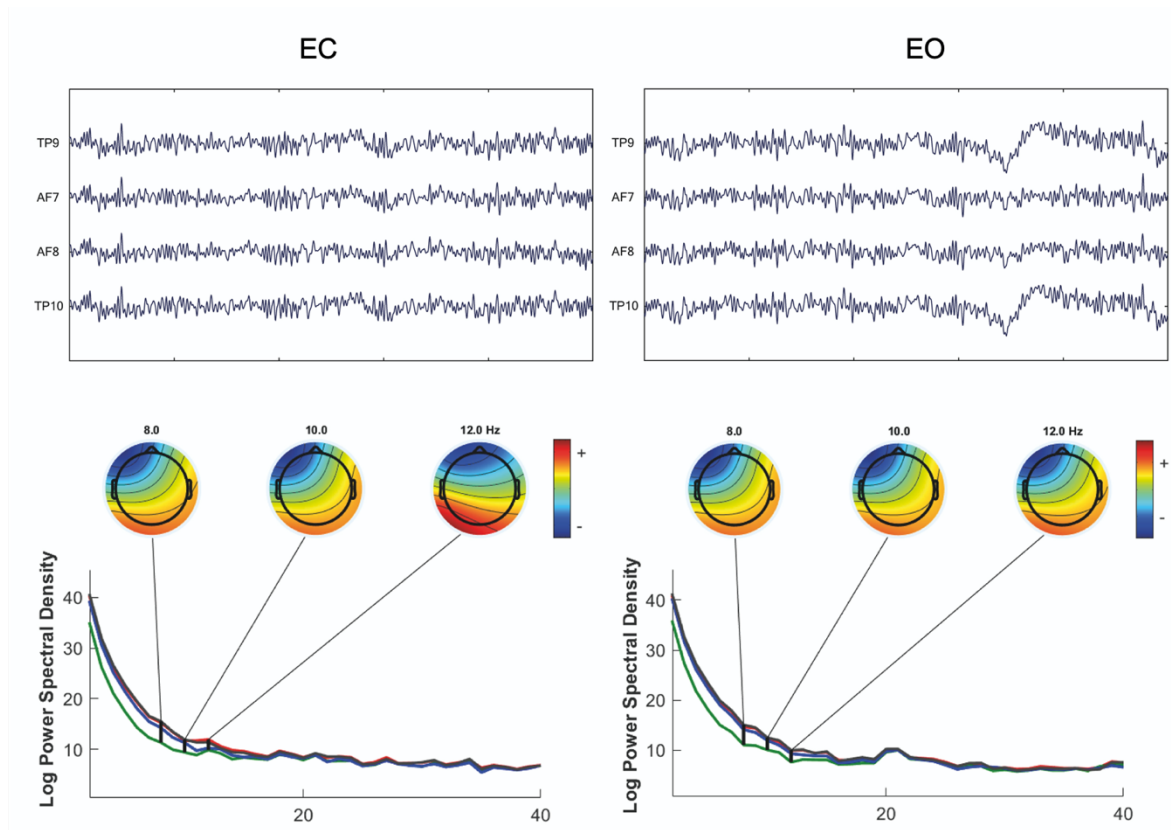 EC
EO
TP9
AF7
AF8
TP10
TP9
AF7
AF8
TP10
8.0
10.0
12.0 Hz
+
-
8.0
10.0
12.0 Hz
+
-
Log Power Spectral Density
40
30
20
10
20
40
Log Power Spectral Density
40
30
20
10
20
40